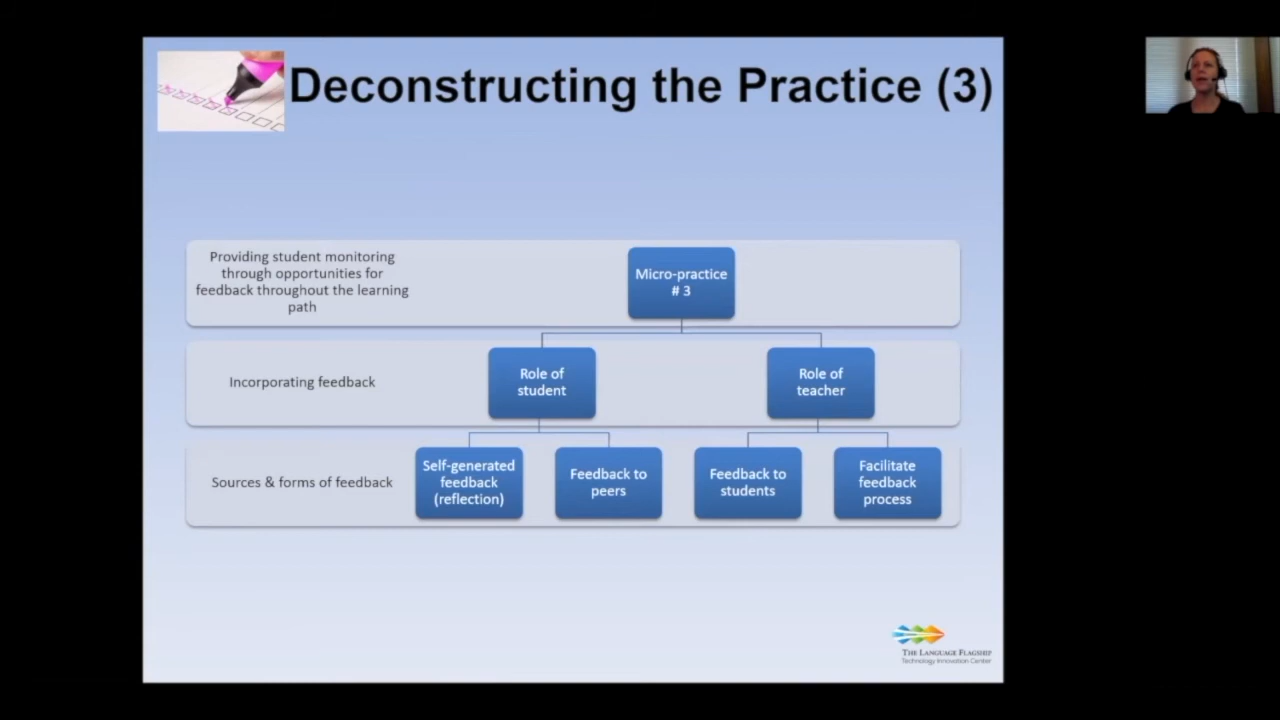 Deconstructing the Practice (3)
Providing student monitoring
through opportunities for
feedback throughout the learning
path
Micro-practice
# 3
Incorporating feedback
Role of
student
Role of
teacher
Sources & forms of feedback
Self-generated
feedback
(reflection)
Feedback to
peers
Feedback to
students
Facilitate
feedback
process
THE LANGUAGE FLAGSHIP
Technology Innovation Center